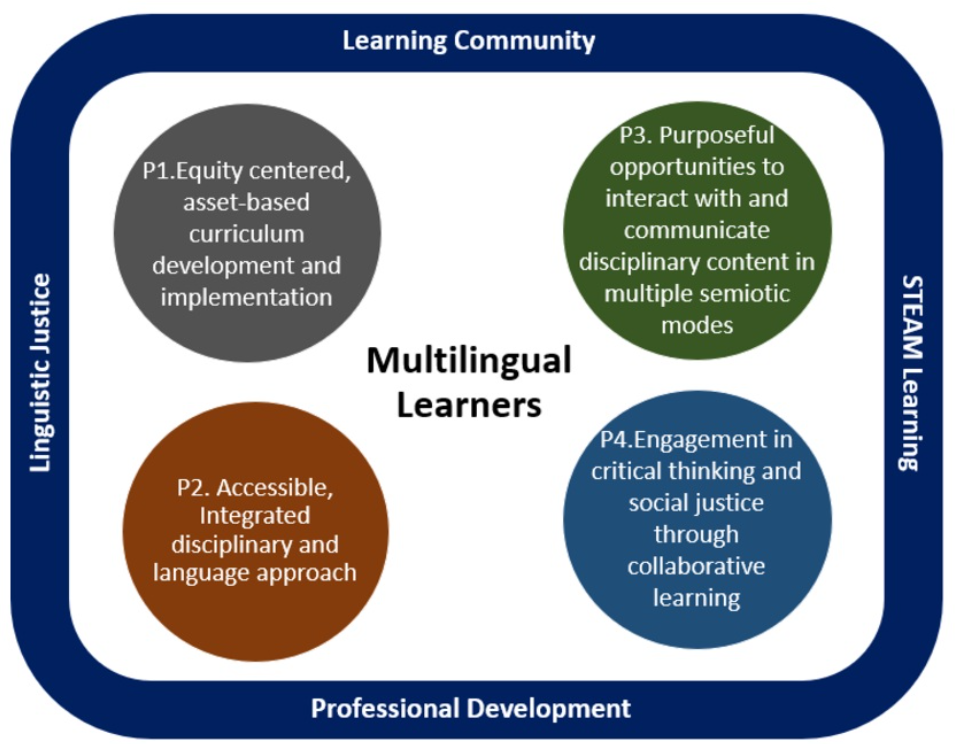 Learning Community
P1.Equity centered,
asset-based
curriculum
development and
implementation
P3. Purposeful
opportunities to
interact with and
communicate
disciplinary content in
multiple semiotic
modes
Linguistic Justice
Multilingual
Learners
STEAM Learning
P2. Accessible,
Integrated
disciplinary and
language approach
P4.Engagement in
critical thinking and
social justice
through
collaborative
learning
Professional Development